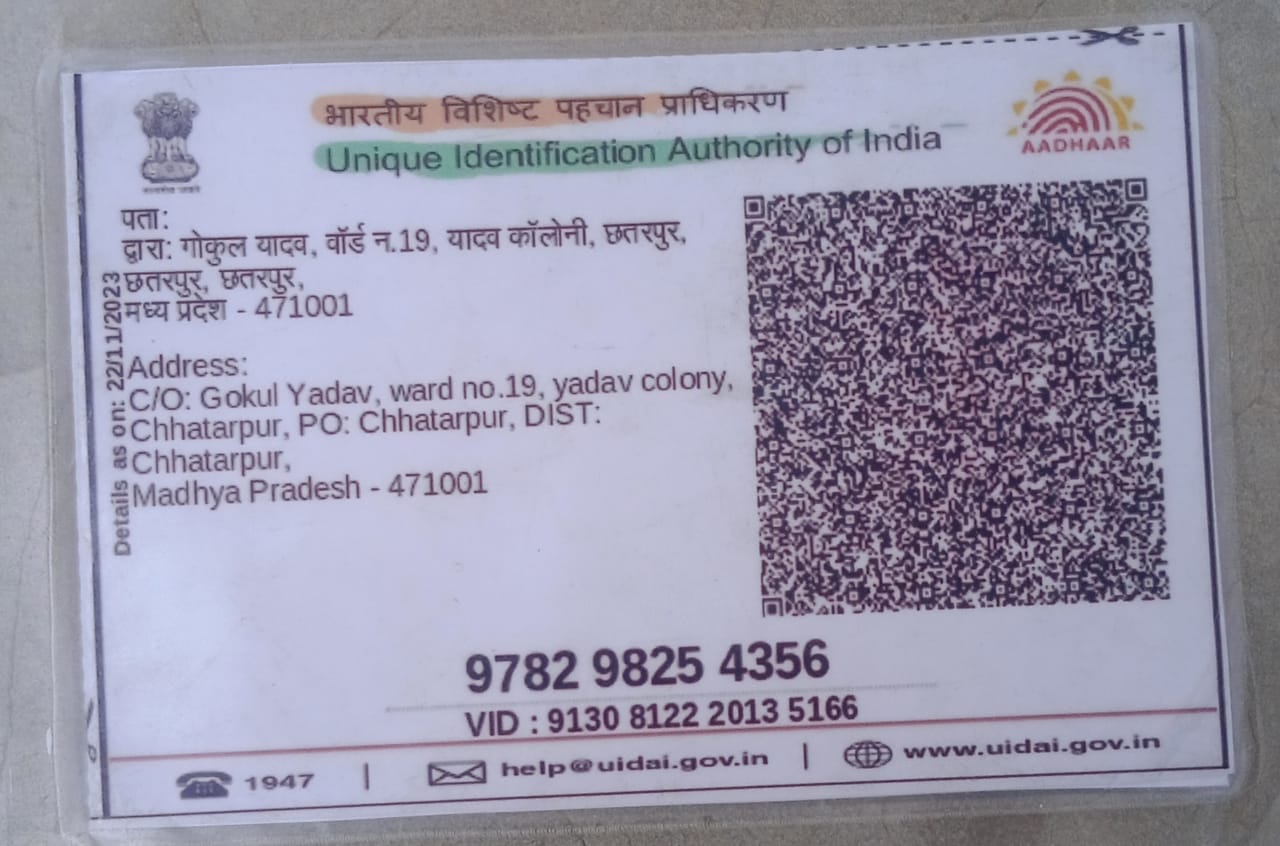 भारतीय विशिष्ट पहचान प्राधिकरण
Unique Identification Authority of India
AADHAAR
पता:
द्वारा: गोकुल यादव, वॉर्ड न.19, यादव कॉलोनी, छतरपुर,
छतरपुर, छतरपुर,
मध्य प्रदेश - 471001
Address:
C/O: Gokul Yadav, ward no.19, yadav colony,
Chhatarpur, PO: Chhatarpur, DIST:
Chhatarpur,
Madhya Pradesh - 471001
Details as on: 22/11/2023
9782 9825 4356
VID : 9130 8122 2013 5166
1947 | help@uidai.gov.in | www.uidai.gov.in